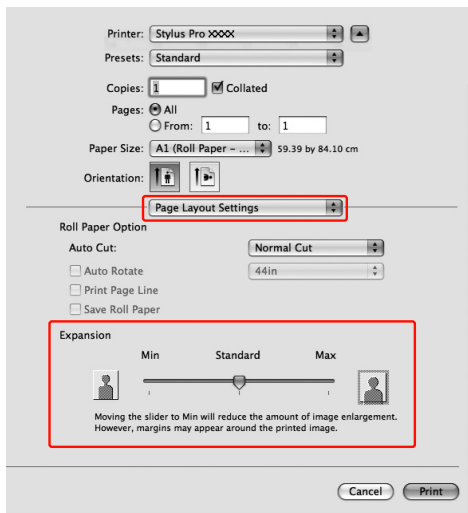 Printer: Stylus Pro XXXX
Presets: Standard
Copies: 1 Collated
Pages: All
From: 1 to: 1
Paper Size: A1 (Roll Paper – ... 59.39 by 84.10 cm
Orientation:
Page Layout Settings
Roll Paper Option
Auto Cut: Normal Cut
Auto Rotate 44in
Print Page Line
Save Roll Paper
Expansion
Min Standard Max
Moving the slider to Min will reduce the amount of image enlargement.
However, margins may appear around the printed image.
Cancel Print